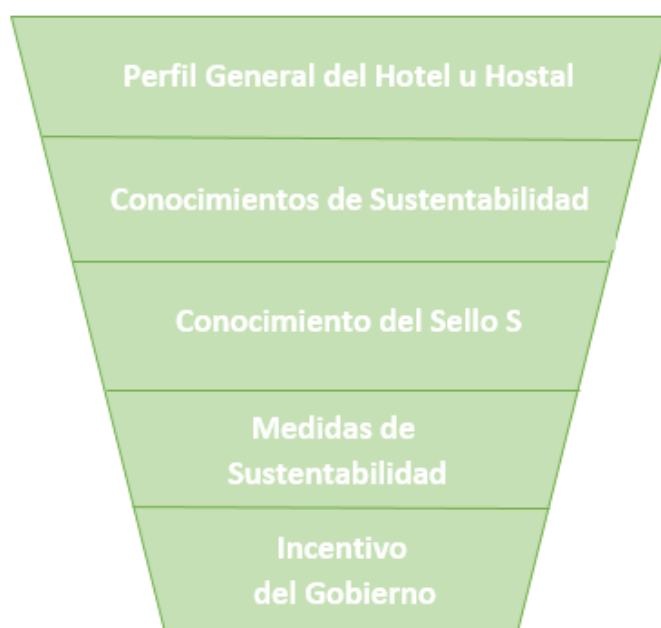 Perfil General del Hotel u Hostal
Conocimientos de Sustentabilidad
Conocimiento del Sello S
Medidas de
Sustentabilidad
Incentivo
del Gobierno